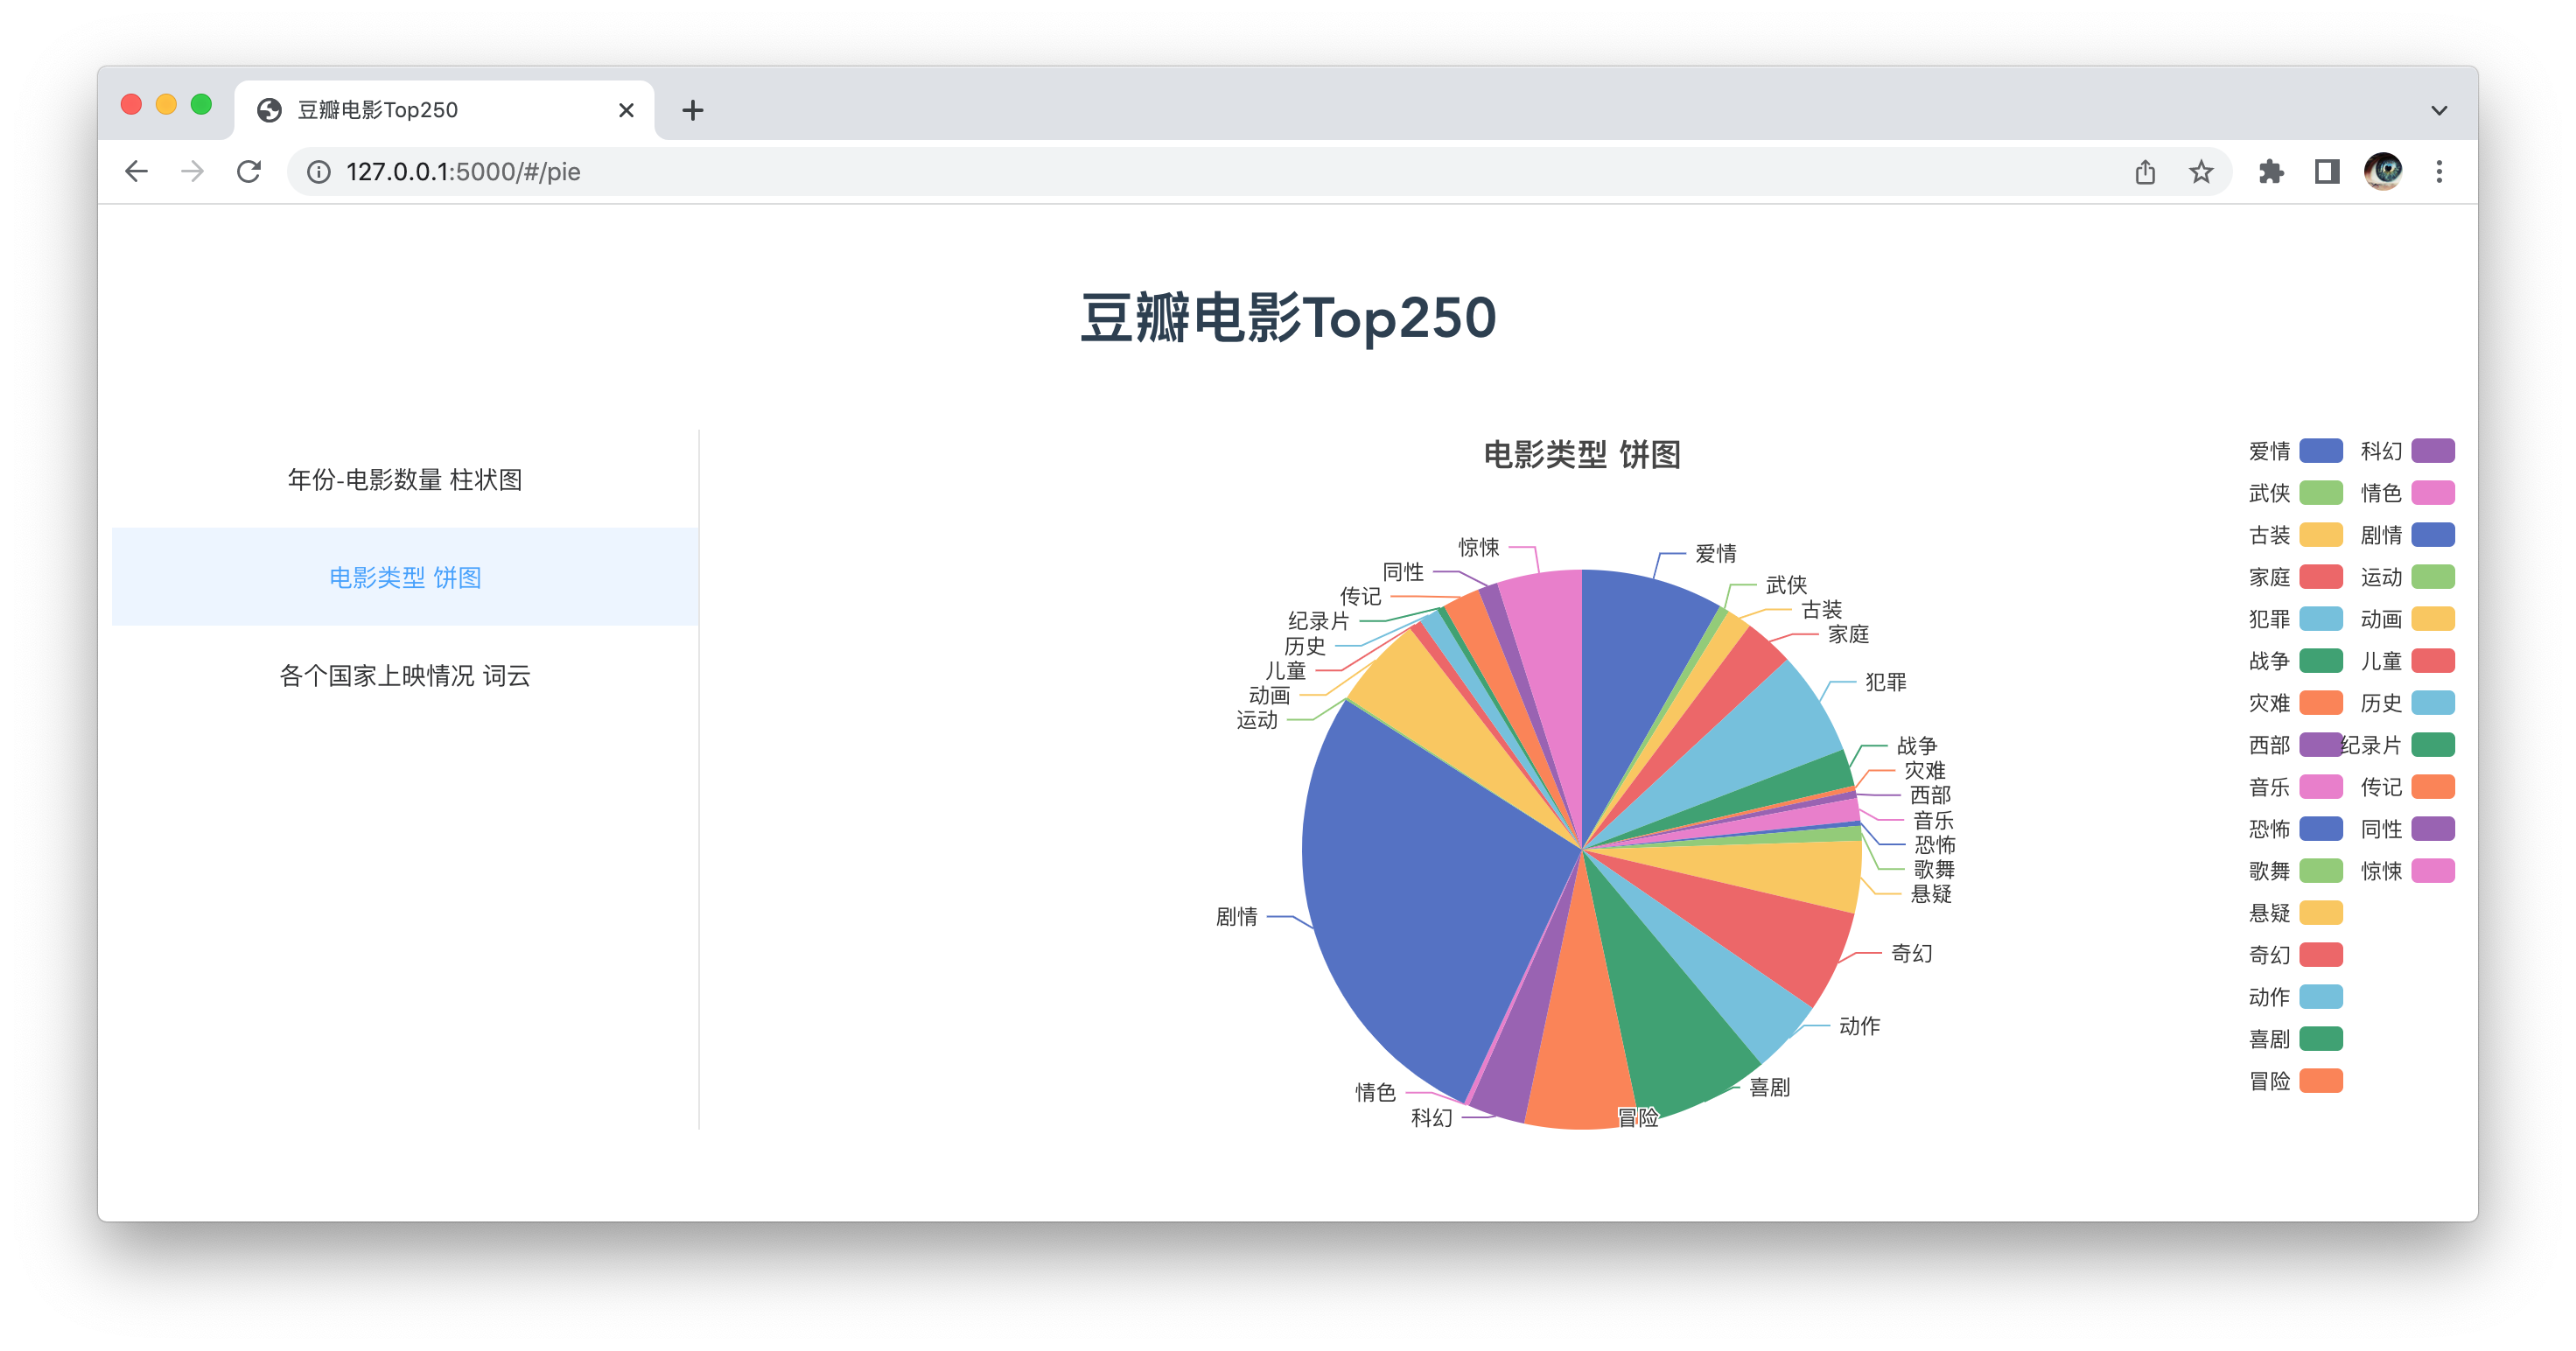 豆瓣电影Top250
127.0.0.1:5000/#/pie
豆瓣电影Top250
年份-电影数量 柱状图
电影类型 饼图
各个国家上映情况 词云
电影类型 饼图
惊悚
爱情
同性
武侠
传记
古装
纪录片
家庭
历史
儿童
犯罪
动画
运动
战争
灾难
西部
音乐
恐怖
歌舞
悬疑
剧情
奇幻
动作
喜剧
情色
科幻
冒险
爱情 科幻
武侠 情色
古装 剧情
家庭 运动
犯罪 动画
战争 儿童
灾难 历史
西部 纪录片
音乐 传记
恐怖 同性
歌舞 惊悚
悬疑
奇幻
动作
喜剧
冒险